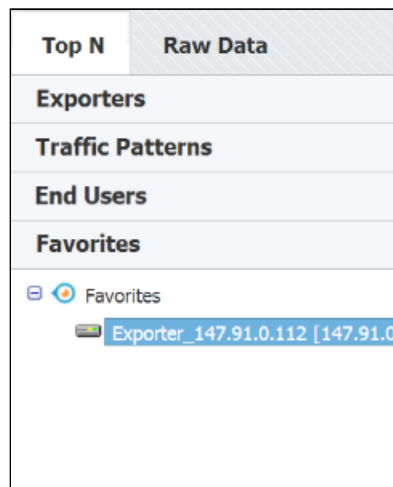 Top N Raw Data
Exporters
Traffic Patterns
End Users
Favorites
Favorites
Exporter_147.91.0.112 [147.91.0